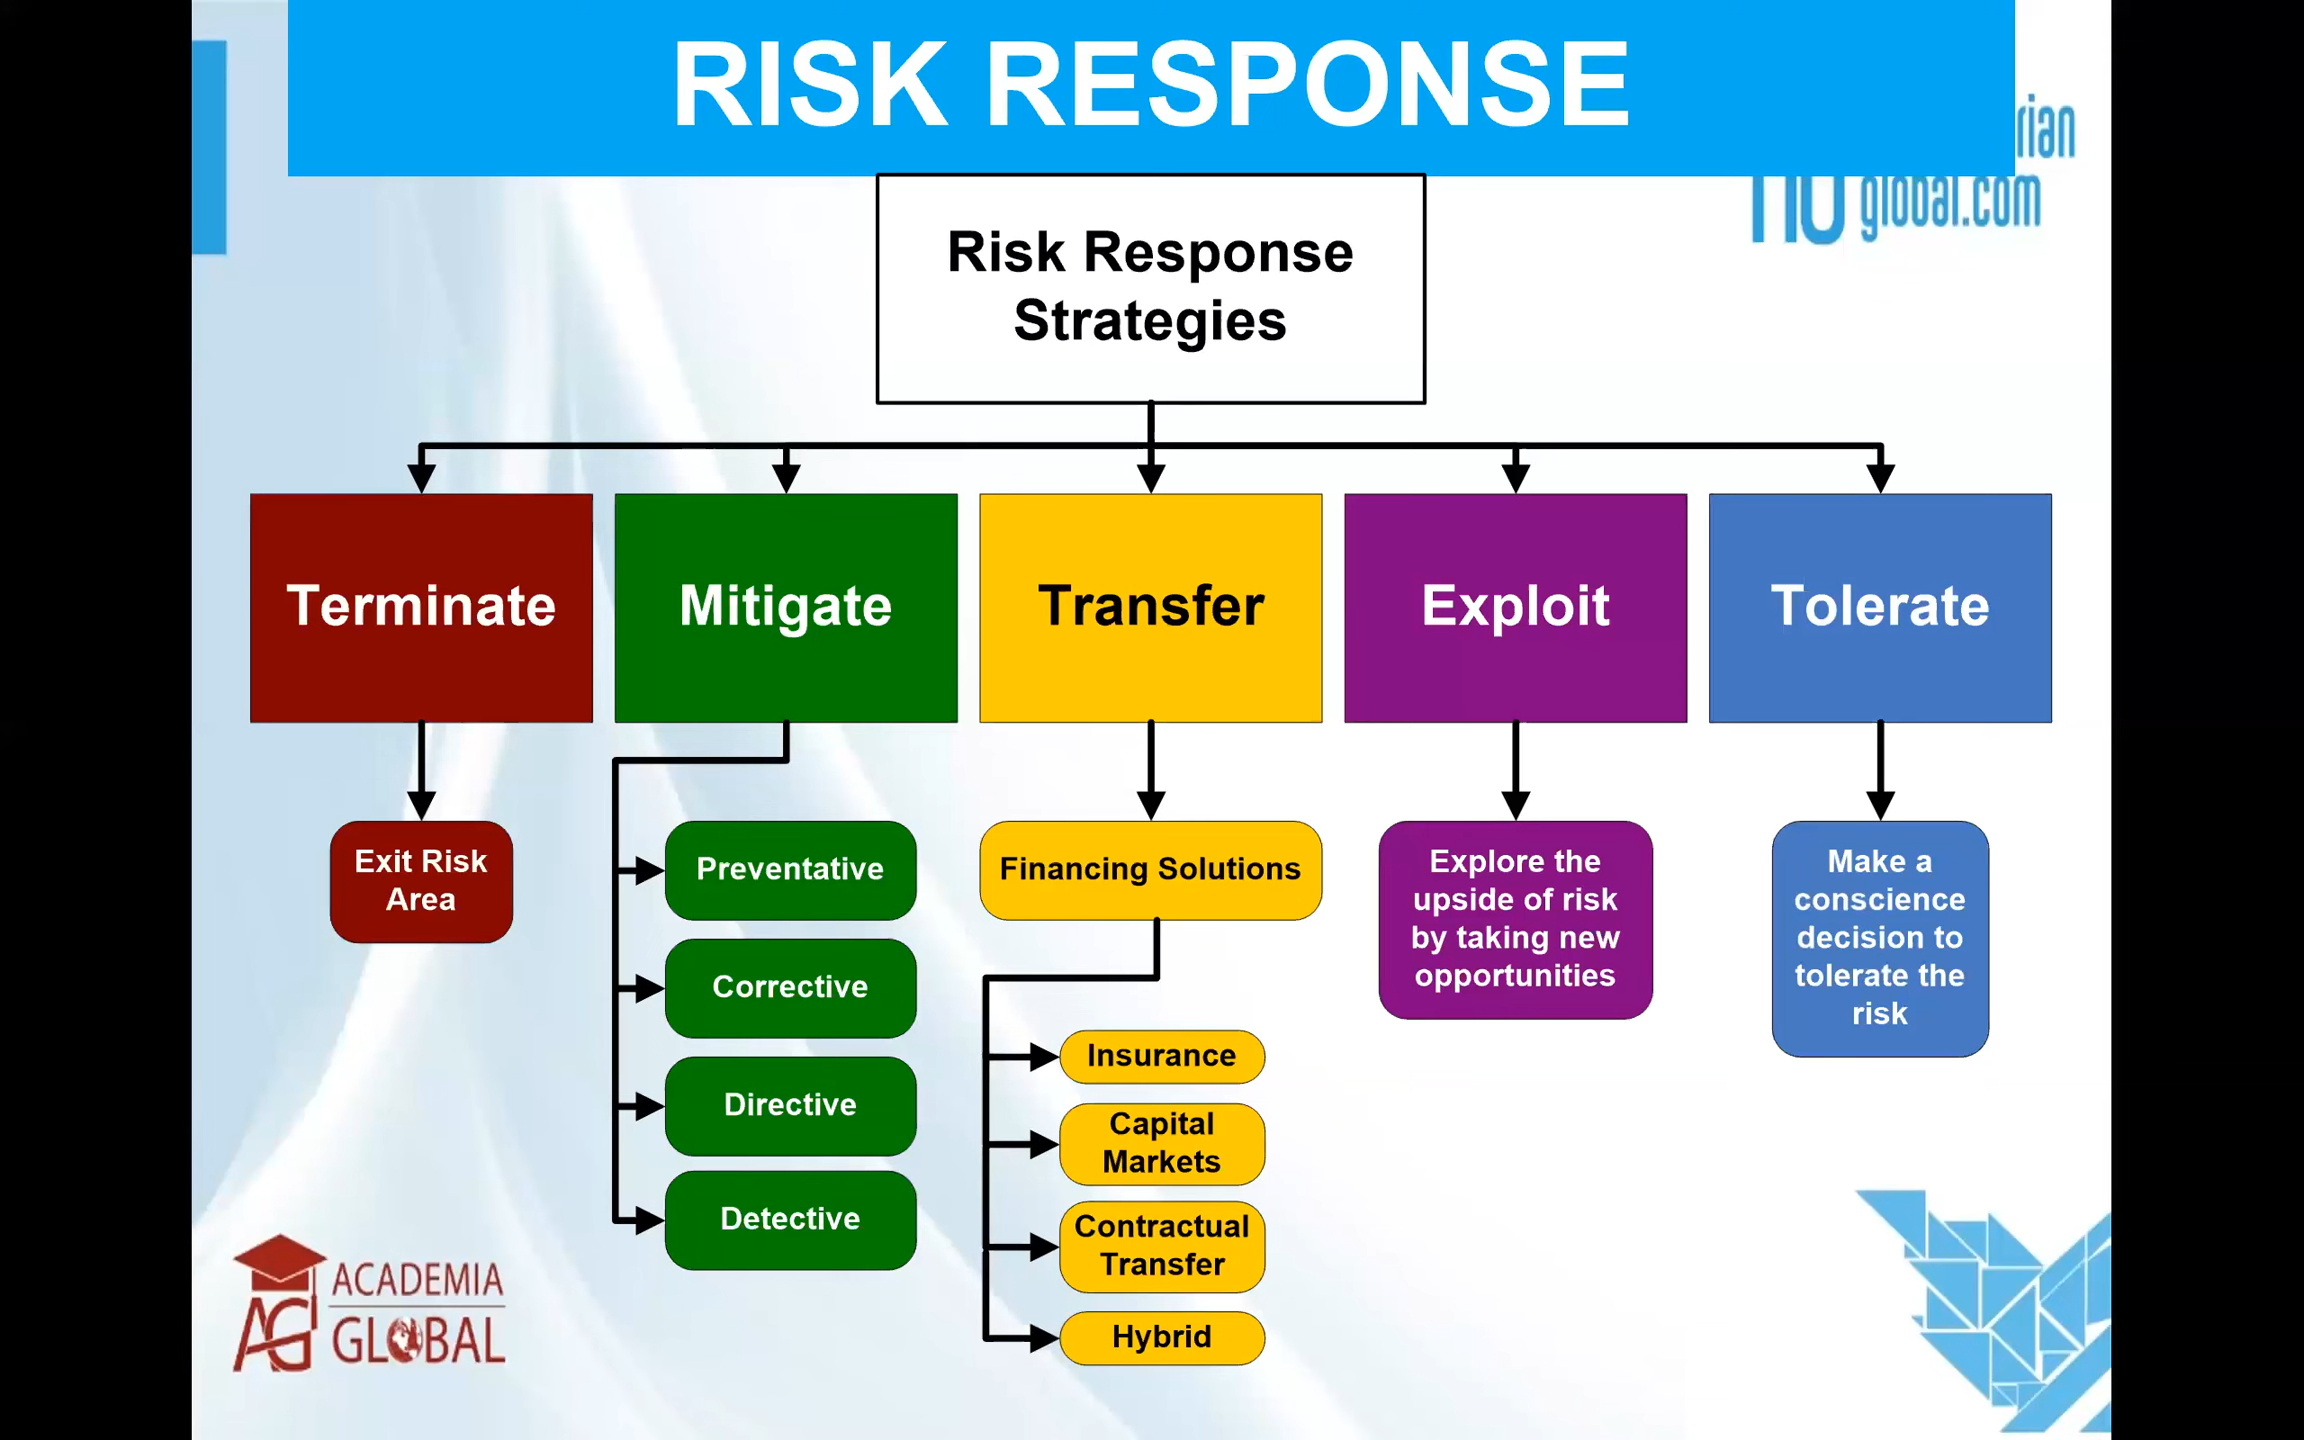 RISK RESPONSE
rian
global.com
Risk Response
Strategies
Terminate
Mitigate
Transfer
Exploit
Tolerate
Exit Risk
Area
Preventative
Corrective
Directive
Detective
Financing Solutions
Insurance
Capital
Markets
Contractual
Transfer
Hybrid
Explore the
upside of risk
by taking new
opportunities
Make a
conscience
decision to
tolerate the
risk
AG
ACADEMIA
GLOBAL